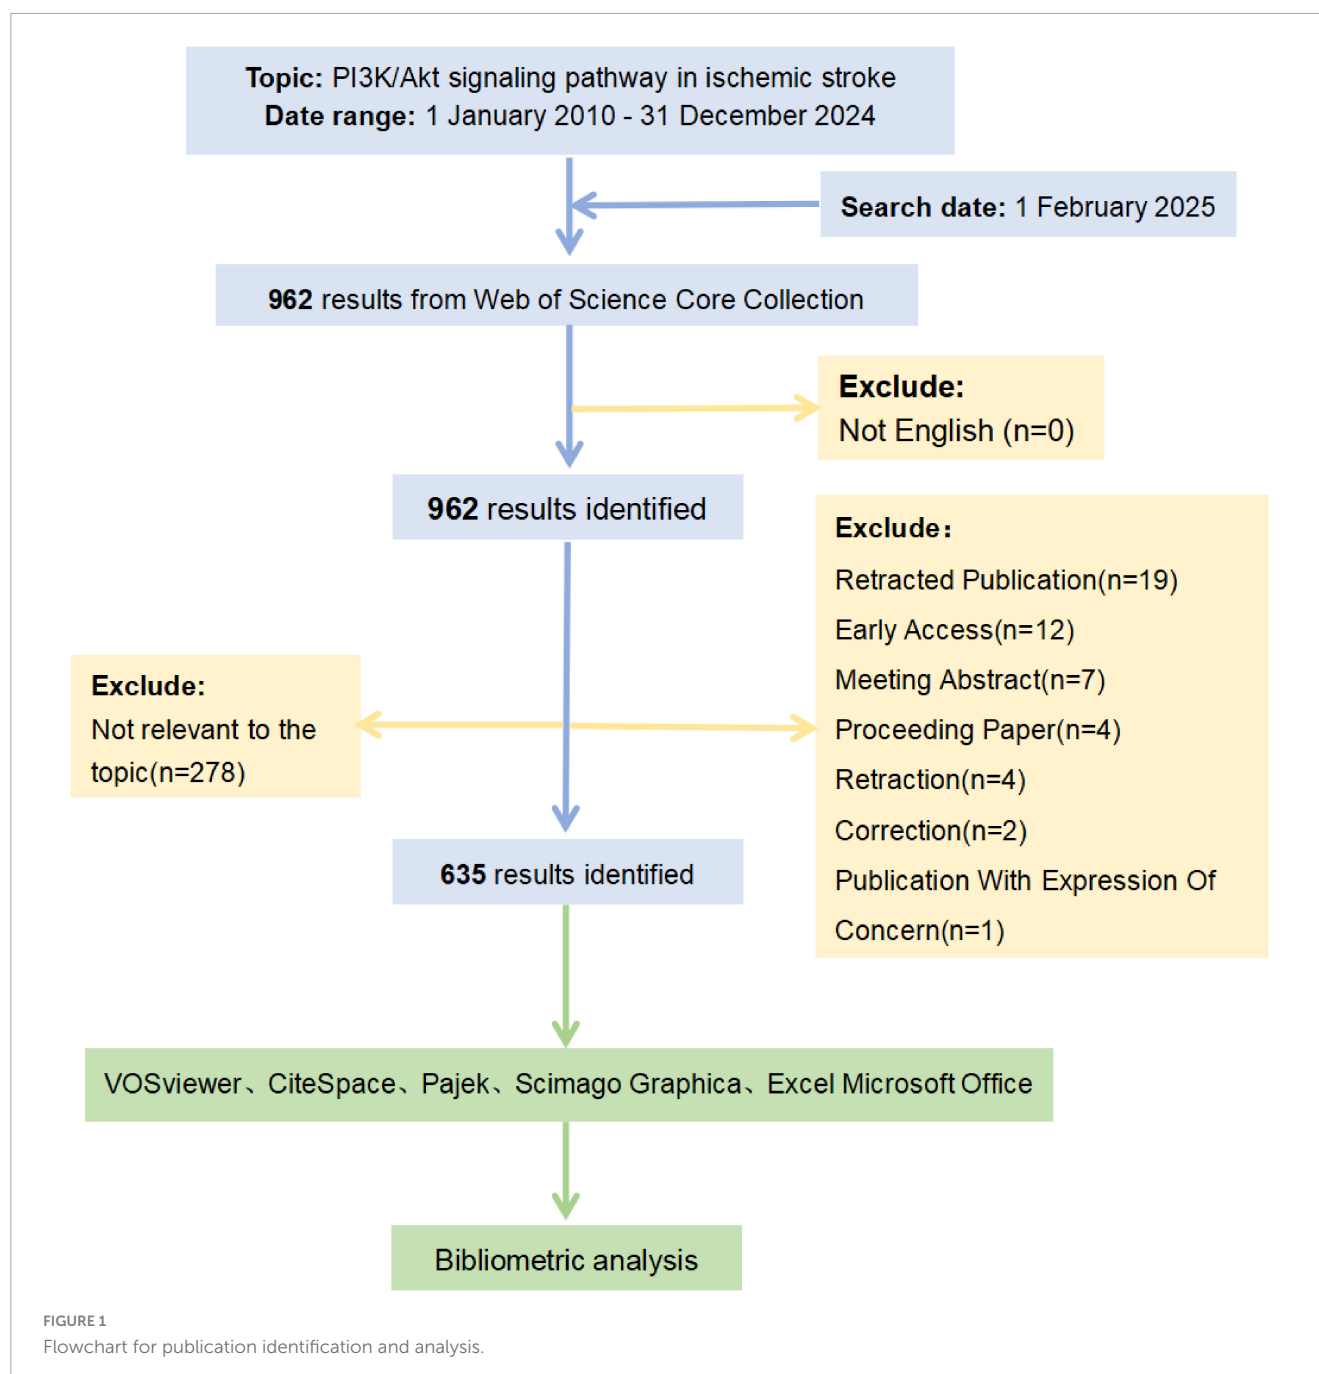 Topic: PI3K/Akt signaling pathway in ischemic stroke
Date range: 1 January 2010 - 31 December 2024
Search date: 1 February 2025
962 results from Web of Science Core Collection
Exclude:
Not English (n=0)
962 results identified
Exclude：
Retracted Publication(n=19)
Early Access(n=12)
Meeting Abstract(n=7)
Proceeding Paper(n=4)
Retraction(n=4)
Correction(n=2)
Publication With Expression Of
Concern(n=1)
Exclude:
Not relevant to the
topic(n=278)
635 results identified
VOSviewer、CiteSpace、Pajek、Scimago Graphica、Excel Microsoft Office
Bibliometric analysis
FIGURE 1
Flowchart for publication identification and analysis.